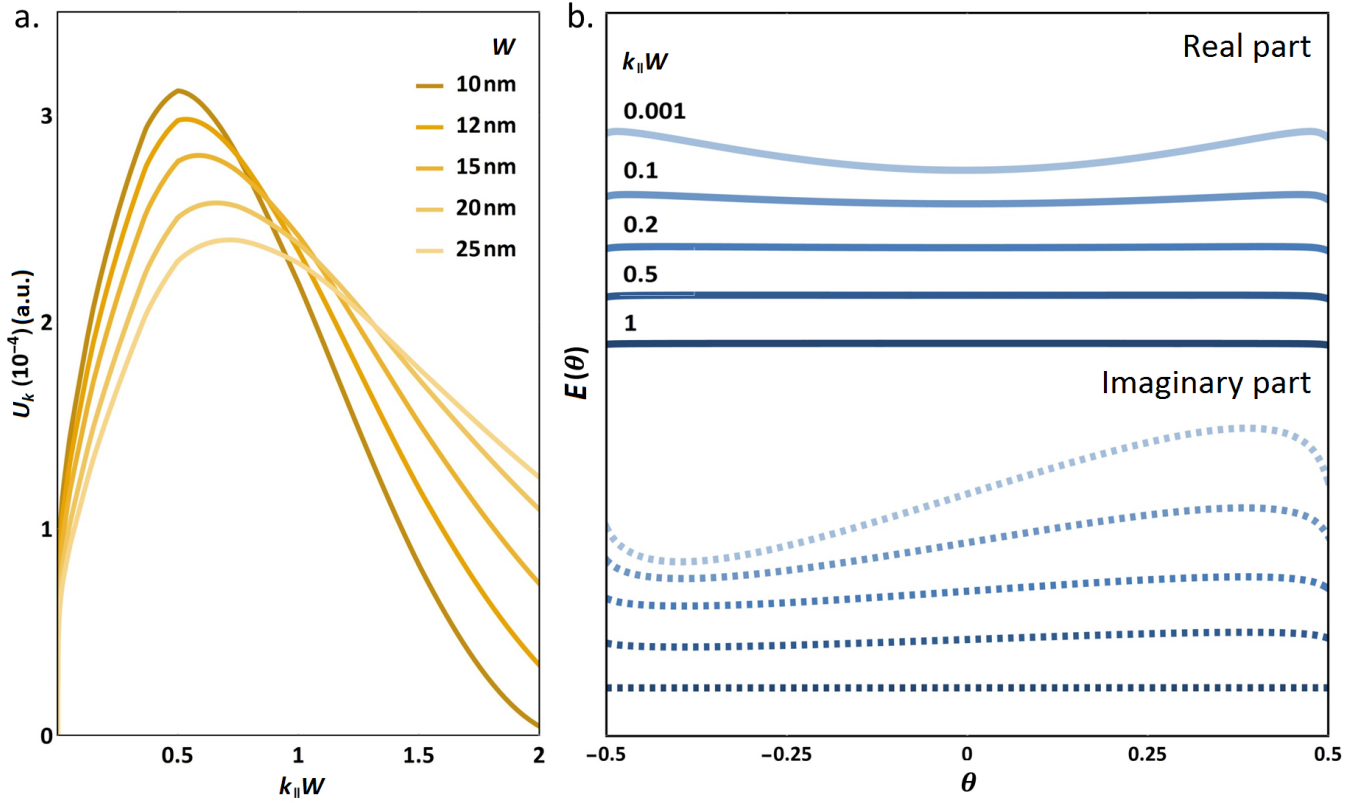 a.
W
10 nm
12 nm
15 nm
20 nm
25 nm
3
2
1
0
0.5
1
1.5
2
U_k (10⁻⁴) (a.u.)
k_∥W
b.
Real part
k_∥W
0.001
0.1
0.2
0.5
1
Imaginary part
E(θ)
−0.5
−0.25
0
0.25
0.5
θ